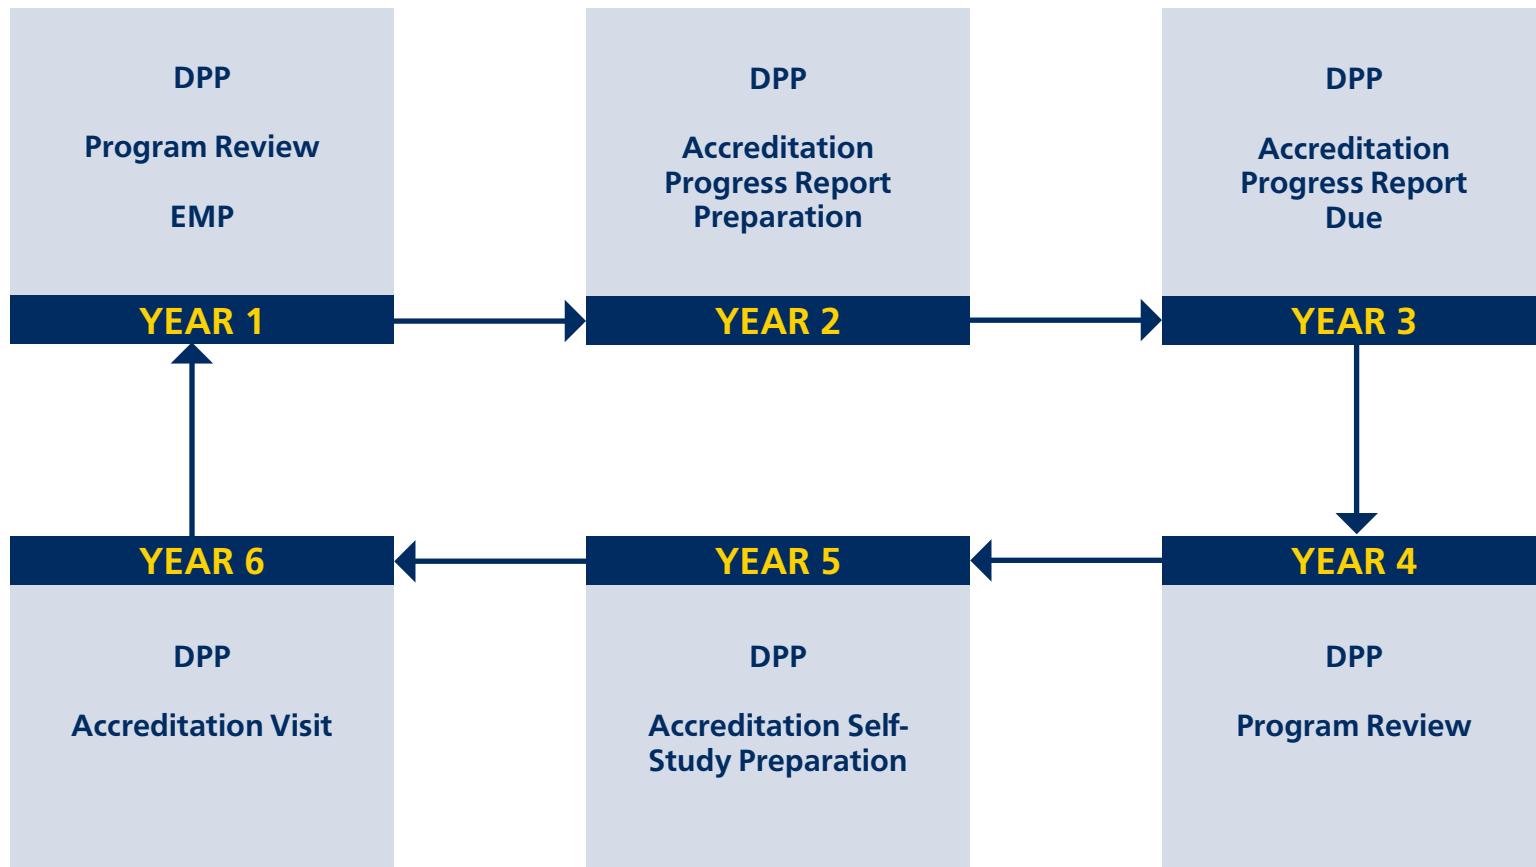 DPP
Program Review
EMP
YEAR 1
DPP
Accreditation
Progress Report
Preparation
YEAR 2
DPP
Accreditation
Progress Report
Due
YEAR 3
YEAR 4
DPP
Program Review
YEAR 5
DPP
Accreditation Self-
Study Preparation
YEAR 6
DPP
Accreditation Visit